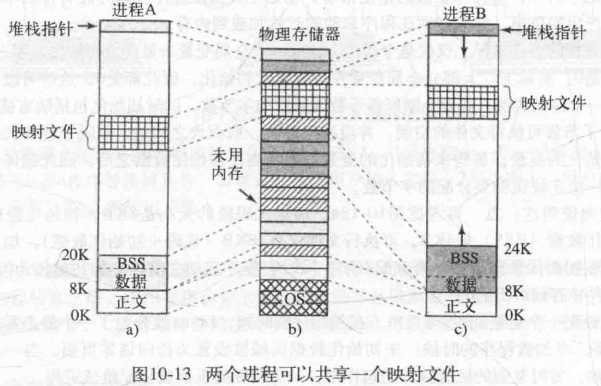 进程A
物理存储器
进程B
堆栈指针
堆栈指针
映射文件
映射文件
未用
内存
20K
BSS
数据
8K
正文
0K
OS
24K
BSS
数据
8K
正文
0K
a)
b)
c)
图10-13 两个进程可以共享一个映射文件